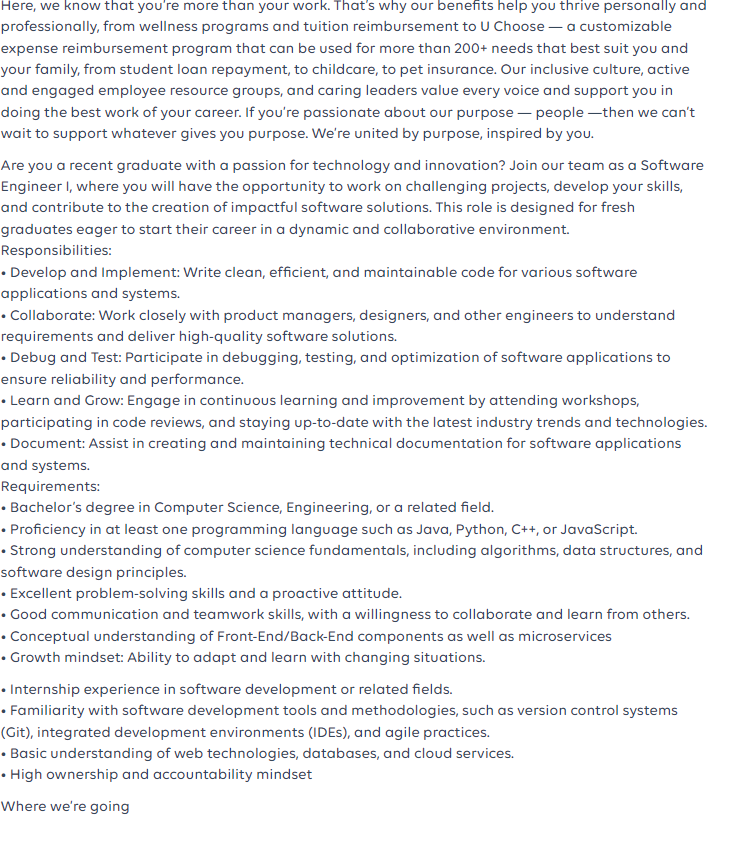 Here, we know that you're more than your work. That's why our benefits help you thrive personally and
professionally, from wellness programs and tuition reimbursement to U Choose — a customizable
expense reimbursement program that can be used for more than 200+ needs that best suit you and
your family, from student loan repayment, to childcare, to pet insurance. Our inclusive culture, active
and engaged employee resource groups, and caring leaders value every voice and support you in
doing the best work of your career. If you're passionate about our purpose — people —then we can't
wait to support whatever gives you purpose. We're united by purpose, inspired by you.
Are you a recent graduate with a passion for technology and innovation? Join our team as a Software
Engineer I, where you will have the opportunity to work on challenging projects, develop your skills,
and contribute to the creation of impactful software solutions. This role is designed for fresh
graduates eager to start their career in a dynamic and collaborative environment.
Responsibilities:
• Develop and Implement: Write clean, efficient, and maintainable code for various software
applications and systems.
• Collaborate: Work closely with product managers, designers, and other engineers to understand
requirements and deliver high-quality software solutions.
• Debug and Test: Participate in debugging, testing, and optimization of software applications to
ensure reliability and performance.
• Learn and Grow: Engage in continuous learning and improvement by attending workshops,
participating in code reviews, and staying up-to-date with the latest industry trends and technologies.
• Document: Assist in creating and maintaining technical documentation for software applications
and systems.
Requirements:
• Bachelor's degree in Computer Science, Engineering, or a related field.
• Proficiency in at least one programming language such as Java, Python, C++, or JavaScript.
• Strong understanding of computer science fundamentals, including algorithms, data structures, and
software design principles.
• Excellent problem-solving skills and a proactive attitude.
• Good communication and teamwork skills, with a willingness to collaborate and learn from others.
• Conceptual understanding of Front-End/Back-End components as well as microservices
• Growth mindset: Ability to adapt and learn with changing situations.
• Internship experience in software development or related fields.
• Familiarity with software development tools and methodologies, such as version control systems
(Git), integrated development environments (IDEs), and agile practices.
• Basic understanding of web technologies, databases, and cloud services.
• High ownership and accountability mindset
Where we're going